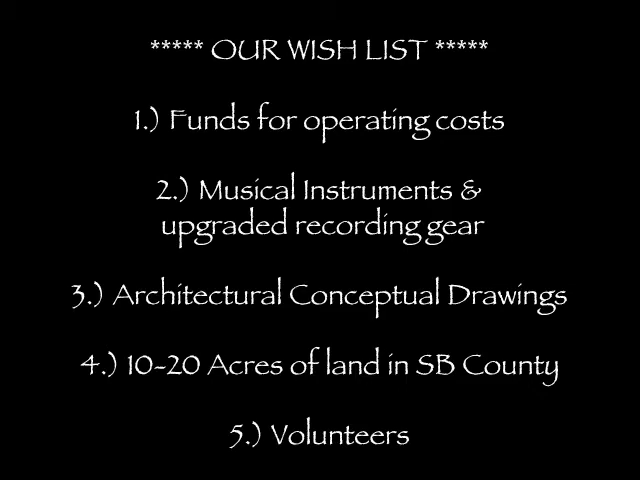 ***** OUR WISH LIST *****
1.) Funds for operating costs
2.) Musical Instruments &
upgraded recording gear
3.) Architectural Conceptual Drawings
4.) 10-20 Acres of land in SB County
5.) Volunteers